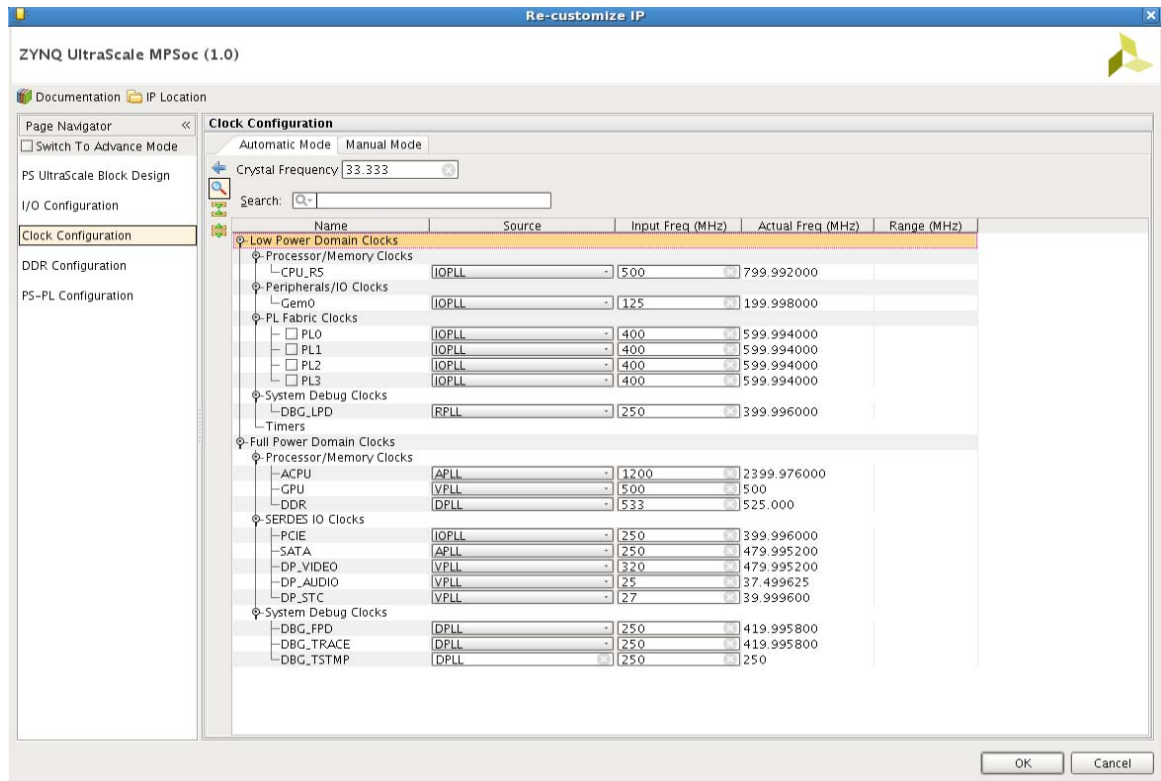 Re-customize IP
ZYNQ UltraScale MPSoc (1.0)
Documentation IP Location
Page Navigator «
Switch To Advance Mode
PS UltraScale Block Design
I/O Configuration
Clock Configuration
DDR Configuration
PS-PL Configuration
Clock Configuration
Automatic Mode Manual Mode
Crystal Frequency 33.333
Search:
Name Source Input Freq (MHz) Actual Freq (MHz) Range (MHz)
Low Power Domain Clocks
Processor/Memory Clocks
CPU_R5 IOPLL 500 799.992000
Peripherals/IO Clocks
Gem0 IOPLL 125 199.998000
PL Fabric Clocks
PL0 IOPLL 400 599.994000
PL1 IOPLL 400 599.994000
PL2 IOPLL 400 599.994000
PL3 IOPLL 400 599.994000
System Debug Clocks
DBG_LPD RPLL 250 399.996000
Timers
Full Power Domain Clocks
Processor/Memory Clocks
ACPU APLL 1200 2399.976000
GPU VPLL 500 500
DDR DPLL 533 525.000
SERDES IO Clocks
PCIE IOPLL 250 399.996000
SATA APLL 250 479.995200
DP_VIDEO VPLL 320 479.995200
DP_AUDIO VPLL 25 37.499625
DP_STC VPLL 27 39.999600
System Debug Clocks
DBG_FPD DPLL 250 419.995800
DBG_TRACE DPLL 250 419.995800
DBG_TSTMP DPLL 250 250
OK Cancel